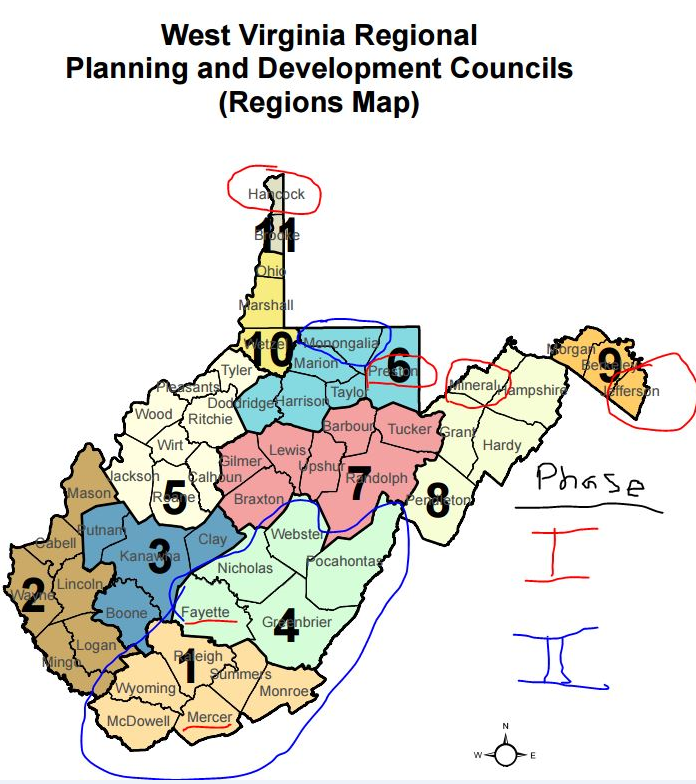 West Virginia Regional
Planning and Development Councils
(Regions Map)
Hancock
11
Brooke
Ohio
Marshall
Wetzel
10
Monongalia
Marion
6
Preston
Taylor
Tyler
Pleasants
Doddridge
Harrison
Wood
Ritchie
Wirt
Jackson
Calhoun
Roane
5
Morgan
9
Berkeley
Jefferson
Mineral
Hampshire
Grant
Hardy
Pendleton
8
Barbour
Tucker
Lewis
Gilmer
Upshur
7
Randolph
Braxton
Mason
Putnam
Cabell
Kanawha
3
Clay
Lincoln
Wayne
2
Boone
Logan
Mingo
Webster
Nicholas
Pocahontas
Fayette
4
Greenbrier
Raleigh
1
Summers
Wyoming
Monroe
McDowell
Mercer
Phase
I
II
N
W
E